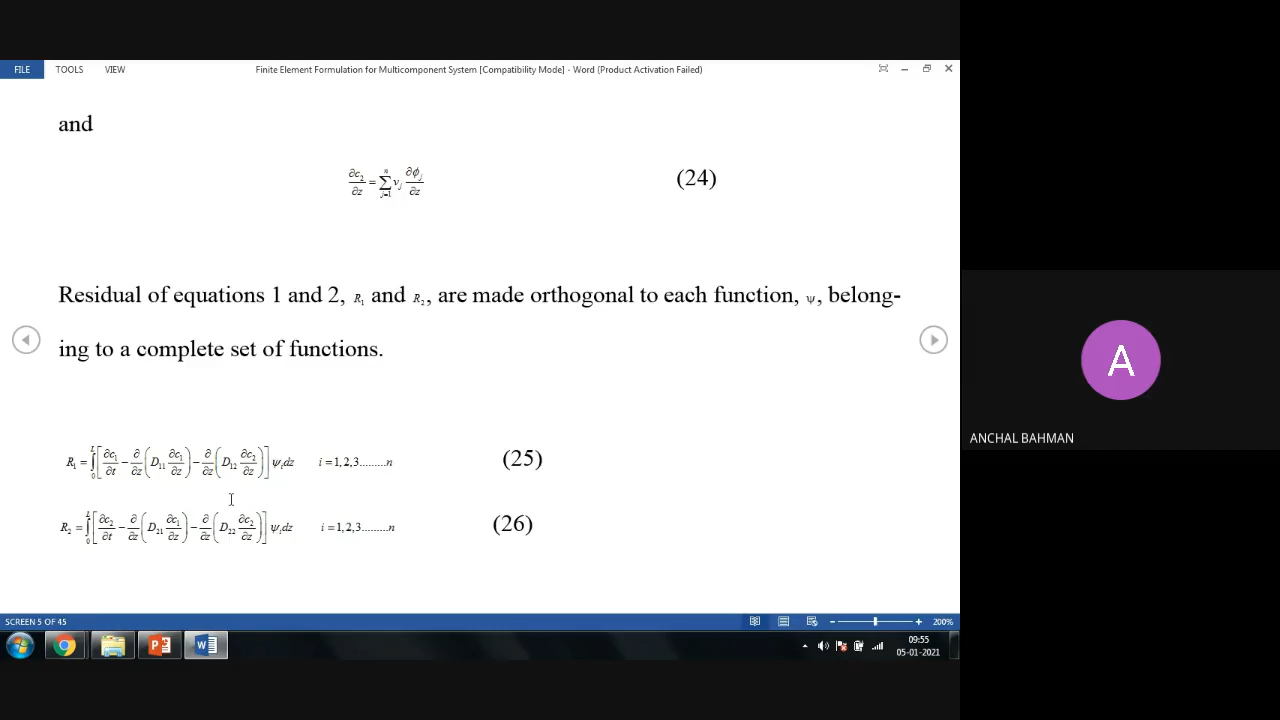 FILE TOOLS VIEW Finite Element Formulation for Multicomponent System [Compatibility Mode] - Word (Product Activation Failed)
and
∂c₂/∂z = ∑_{j=1}^{n} v_j ∂ϕ_j/∂z (24)
Residual of equations 1 and 2, R₁ and R₂, are made orthogonal to each function, ψ, belong-
ing to a complete set of functions.
R₁ = ∫₀ᴸ [∂c₁/∂t − ∂/∂z (D₁₁ ∂c₁/∂z) − ∂/∂z (D₁₂ ∂c₂/∂z)] ψᵢdz i = 1,2,3........n (25)
R₂ = ∫₀ᴸ [∂c₂/∂t − ∂/∂z (D₂₁ ∂c₁/∂z) − ∂/∂z (D₂₂ ∂c₂/∂z)] ψᵢdz i = 1,2,3........n (26)
A
ANCHAL BAHMAN
SCREEN 5 OF 45 200%
09:55
05-01-2021